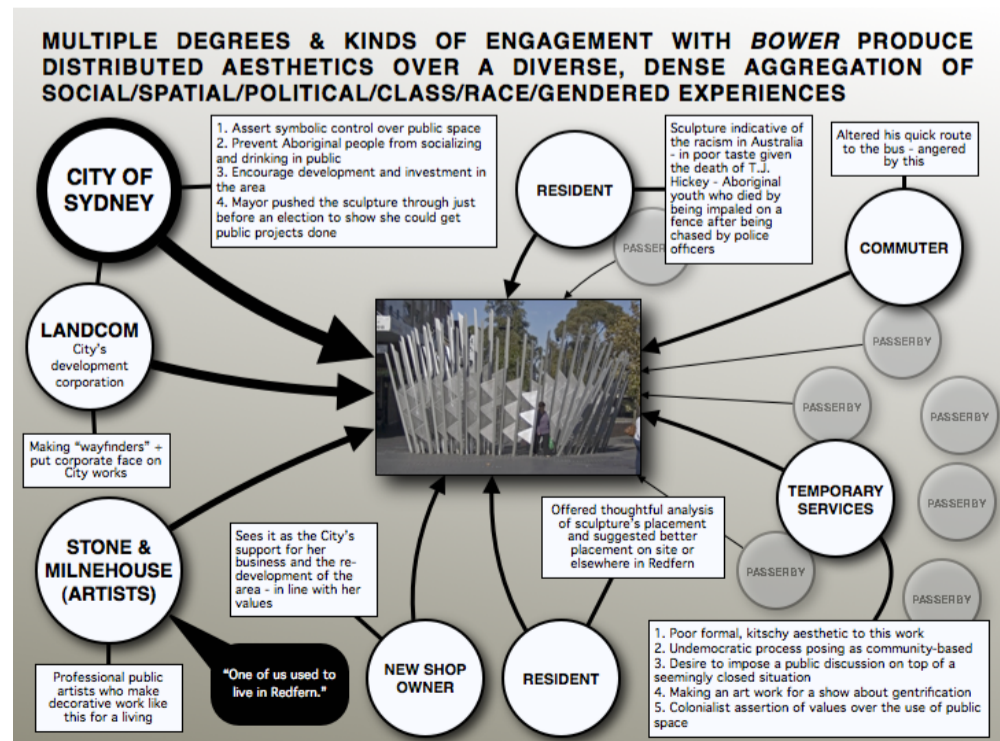 MULTIPLE DEGREES & KINDS OF ENGAGEMENT WITH BOWER PRODUCE
DISTRIBUTED AESTHETICS OVER A DIVERSE, DENSE AGGREGATION OF
SOCIAL/SPATIAL/POLITICAL/CLASS/RACE/GENDERED EXPERIENCES
CITY OF
SYDNEY
1. Assert symbolic control over public space
2. Prevent Aboriginal people from socializing
and drinking in public
3. Encourage development and investment in
the area
4. Mayor pushed the sculpture through just
before an election to show she could get
public projects done
RESIDENT
Sculpture indicative of
the racism in Australia
- in poor taste given
the death of T.J.
Hickey - Aboriginal
youth who died by
being impaled on a
fence after being
chased by police
officers
PASSER
Altered his quick route
to the bus - angered
by this
COMMUTER
LANDCOM
City's
development
corporation
Making "wayfinders" +
put corporate face on
City works
PASSERBY
PASSERBY
PASSERBY
PASSERBY
PASSERBY
PASSERBY
TEMPORARY
SERVICES
STONE &
MILNEHOUSE
(ARTISTS)
Professional public
artists who make
decorative work like
this for a living
"One of us used to
live in Redfern."
Sees it as the City's
support for her
business and the re-
development of the
area - in line with her
values
NEW SHOP
OWNER
Offered thoughtful analysis
of sculpture's placement
and suggested better
placement on site or
elsewhere in Redfern
RESIDENT
1. Poor formal, kitschy aesthetic to this work
2. Undemocratic process posing as community-based
3. Desire to impose a public discussion on top of a
seemingly closed situation
4. Making an art work for a show about gentrification
5. Colonialist assertion of values over the use of public
space